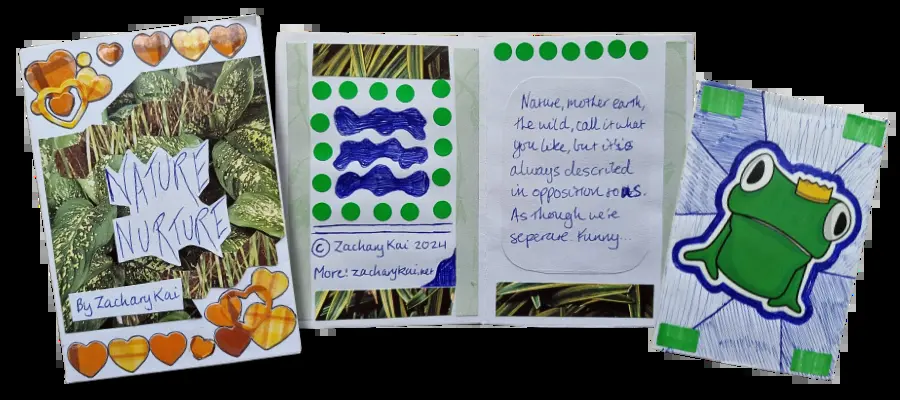 NATURE
NURTURE
By Zachary Kai
© Zachary Kai 2024
More: zacharykai.net
Nature, mother earth,
the wild, call it what
you like, but it's
always described
in opposition to us.
As though we're
seperate. Funny...